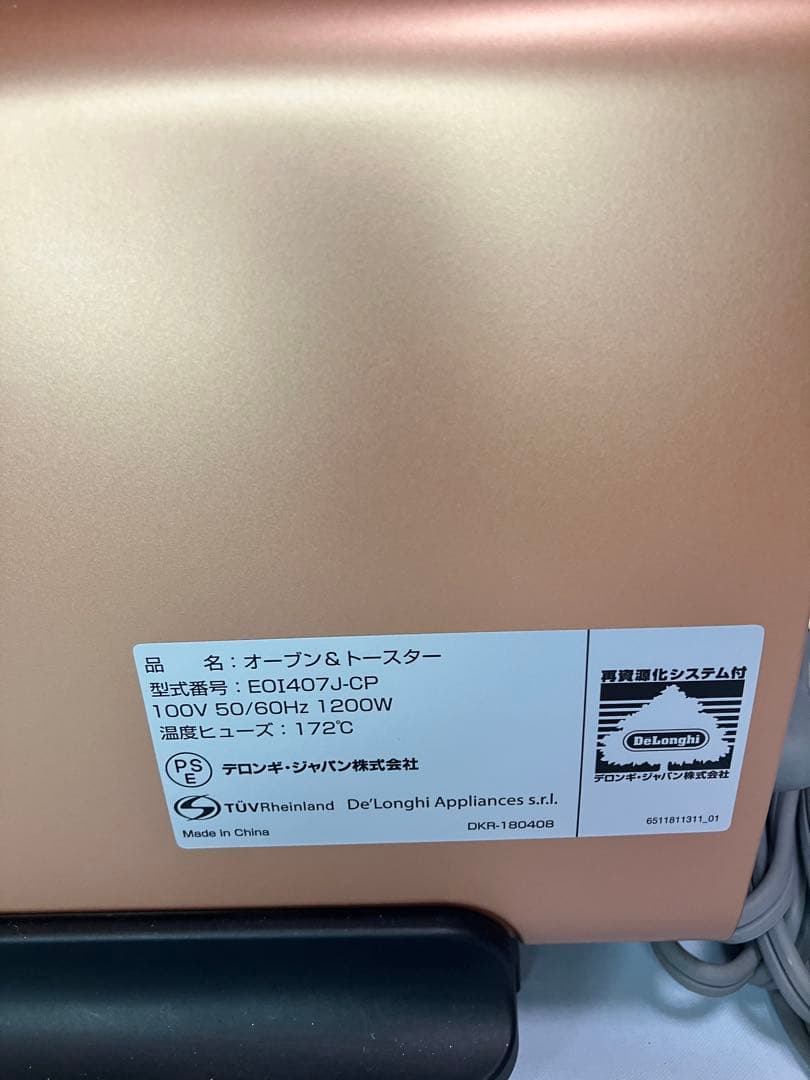 品　名：オーブン&トースター
型式番号：EOI407J-CP
100V 50/60Hz 1200W
温度ヒューズ：172℃
PS
E
デロンギ・ジャパン株式会社
TÜVRheinland De'Longhi Appliances s.r.l.
Made in China
DKR-180408
再資源化システム付
DeLonghi
デロンギ・ジャパン株式会社
6511811311_01